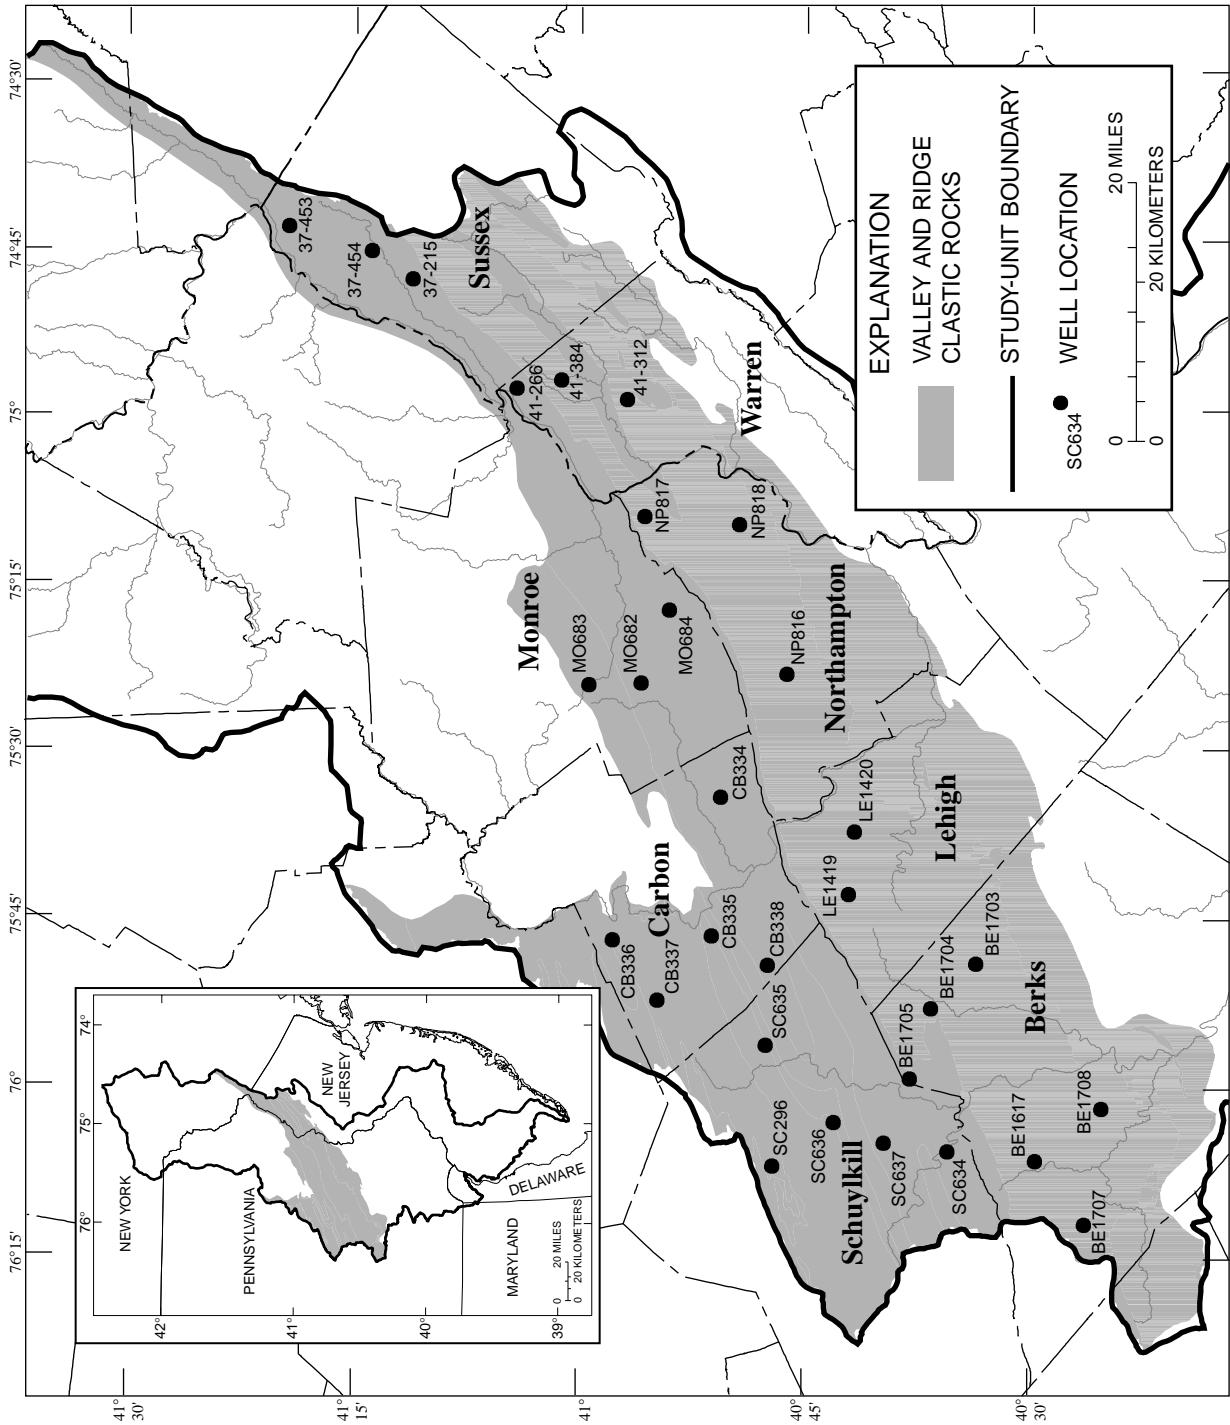 76°15'
76°
75°45'
75°30'
75°15'
75°
74°45'
74°30'
41°
30'
41°
15'
41°
40°
45'
40°
30'
NEW YORK
PENNSYLVANIA
NEW
JERSEY
MARYLAND
DELAWARE
76°
75°
74°
42°
41°
40°
39°
0 20 MILES
0 20 KILOMETERS
37-453
37-454
37-215
Sussex
41-266
41-384
41-312
Warren
Monroe
MO683
MO682
MO684
NP817
NP818
NP816
Northampton
Carbon
CB336
CB337
CB335
CB338
CB334
LE1420
LE1419
Lehigh
SC635
SC296
SC636
SC637
SC634
Schuylkill
BE1705
BE1704
BE1703
Berks
BE1617
BE1708
BE1707
EXPLANATION
VALLEY AND RIDGE
CLASTIC ROCKS
STUDY-UNIT BOUNDARY
SC634 WELL LOCATION
0 20 MILES
0 20 KILOMETERS